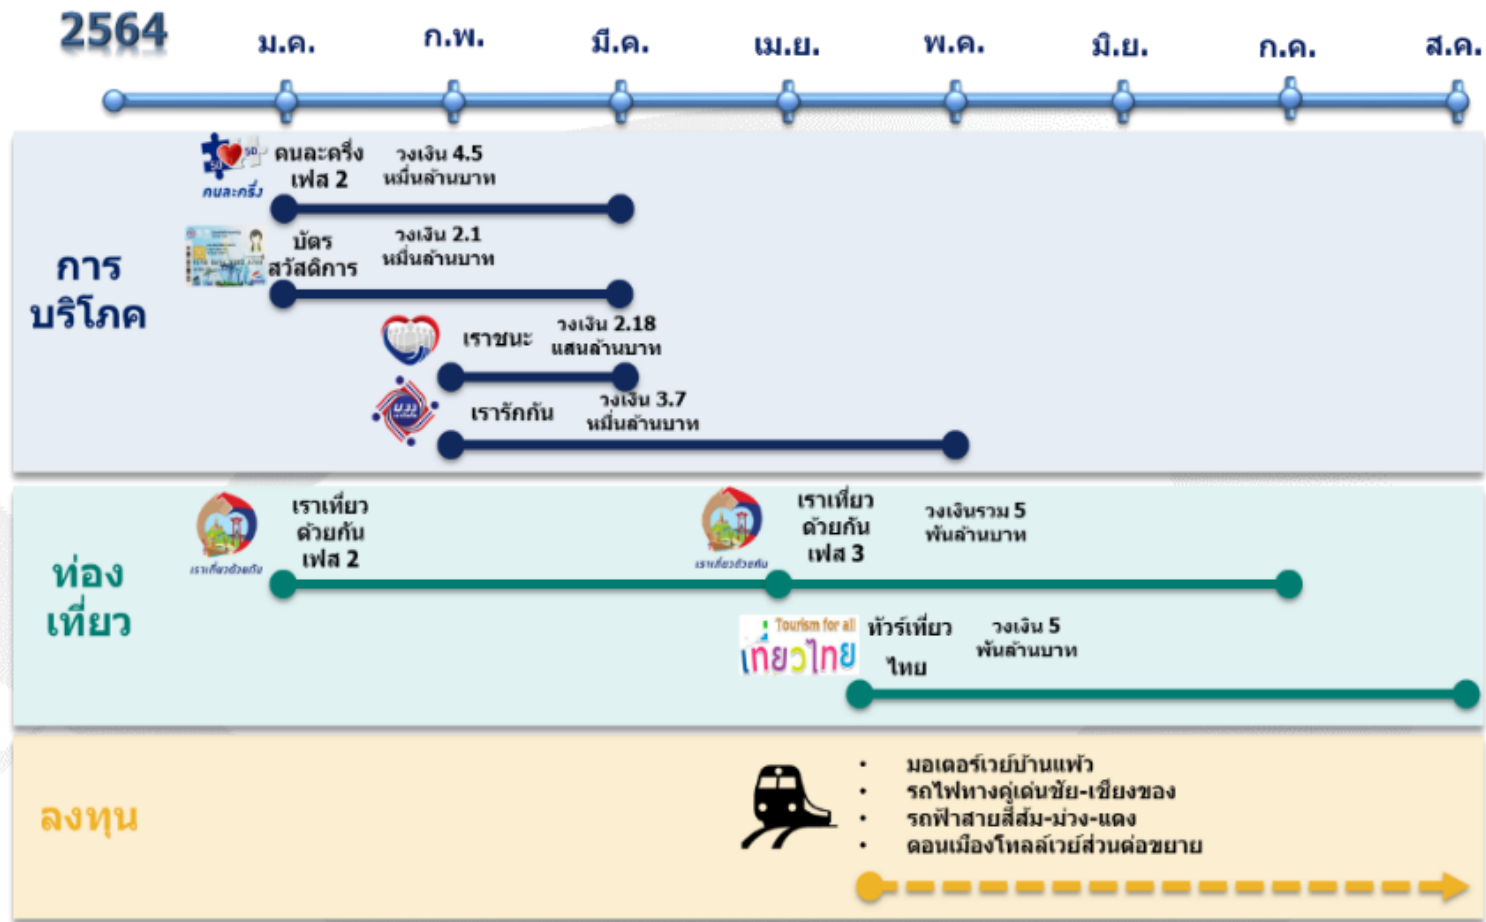 2564
ม.ค.
ก.พ.
มี.ค.
เม.ย.
พ.ค.
มิ.ย.
ก.ค.
ส.ค.
การ
บริโภค
คนละครึ่ง
คนละครึ่ง
เฟส 2
วงเงิน 4.5
หมื่นล้านบาท
บัตร
สวัสดิการ
วงเงิน 2.1
หมื่นล้านบาท
เราชนะ
วงเงิน 2.18
แสนล้านบาท
ม.33
เรารักกัน
วงเงิน 3.7
หมื่นล้านบาท
ท่อง
เที่ยว
เราเที่ยวด้วยกัน
เราเที่ยว
ด้วยกัน
เฟส 2
เราเที่ยวด้วยกัน
เราเที่ยว
ด้วยกัน
เฟส 3
วงเงินรวม 5
พันล้านบาท
Tourism for all
เที่ยวไทย
ทัวร์เที่ยว
ไทย
วงเงิน 5
พันล้านบาท
ลงทุน
• มอเตอร์เวย์บ้านแพ้ว
• รถไฟทางคู่เด่นชัย-เชียงของ
• รถฟ้าสายสีส้ม-ม่วง-แดง
• ดอนเมืองโทลล์เวย์ส่วนต่อขยาย